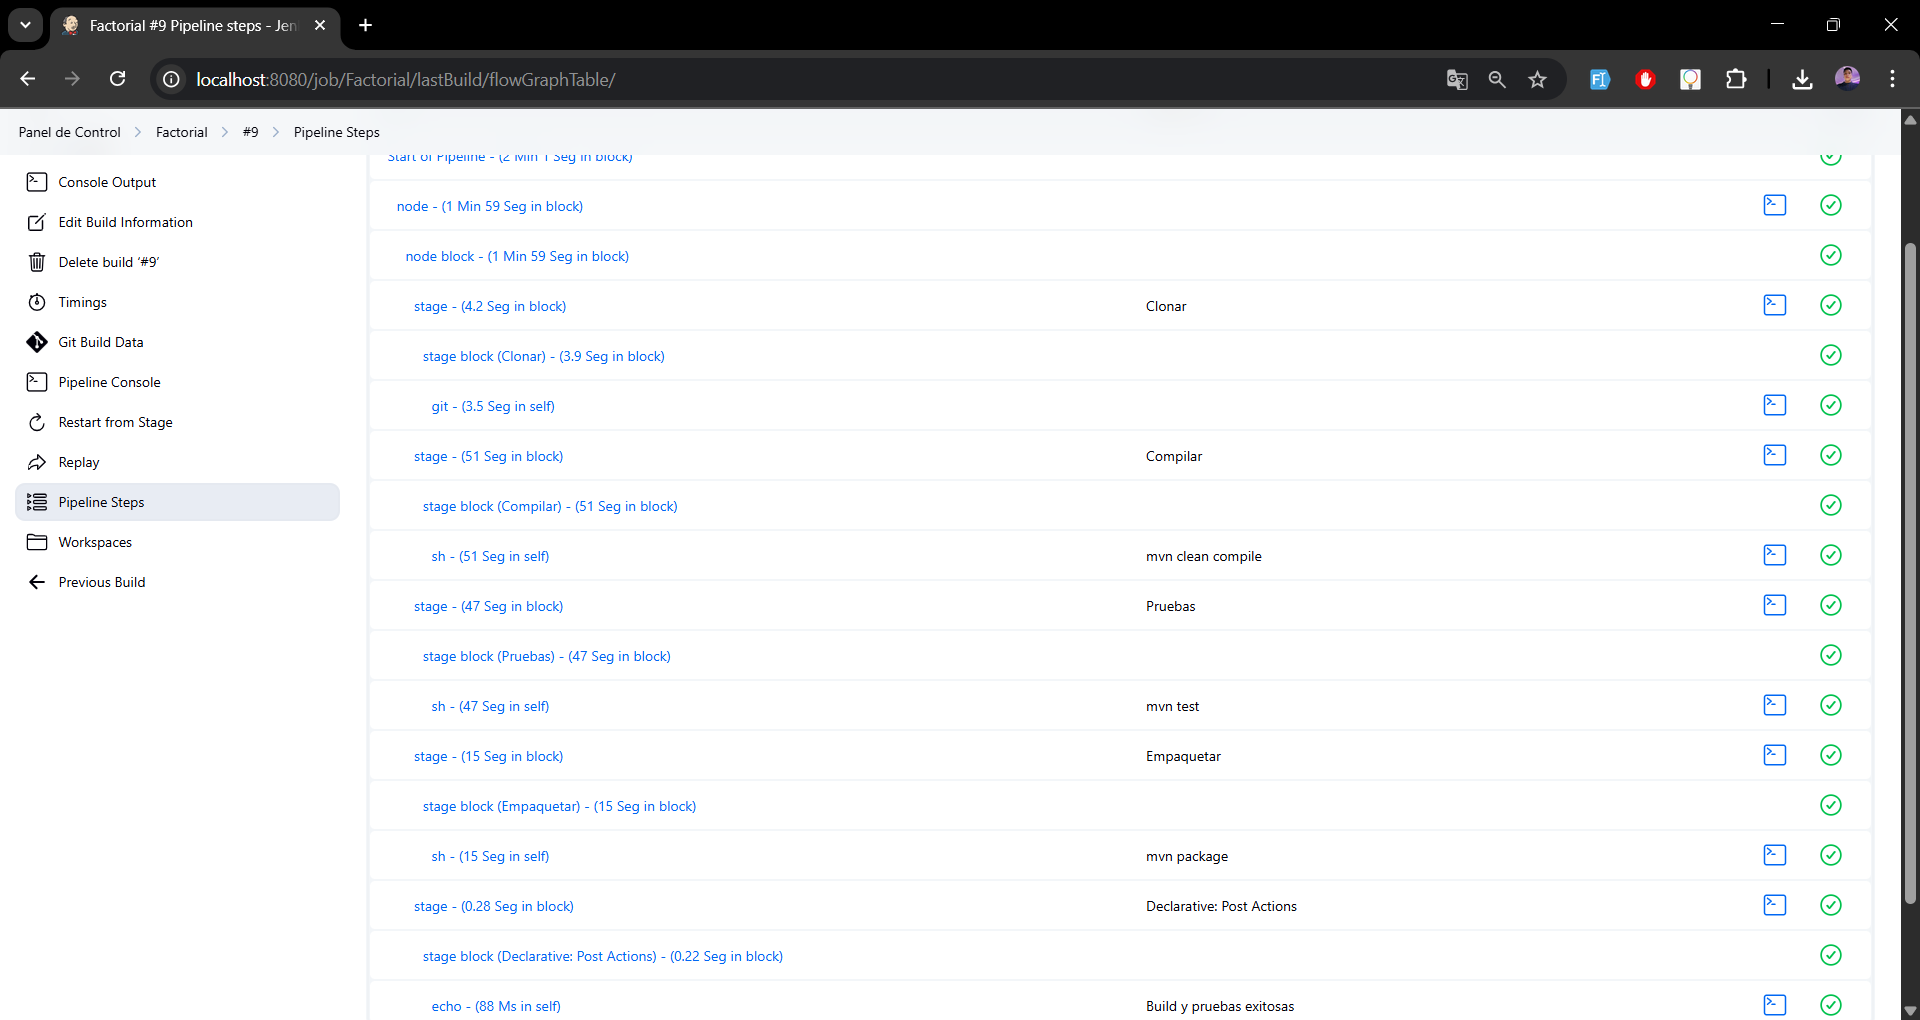 Factorial #9 Pipeline steps - Jen
localhost:8080/job/Factorial/lastBuild/flowGraphTable/
Panel de Control > Factorial > #9 > Pipeline Steps
Console Output
Edit Build Information
Delete build ‘#9’
Timings
Git Build Data
Pipeline Console
Restart from Stage
Replay
Pipeline Steps
Workspaces
Previous Build
Start of Pipeline - (2 Min 1 Seg in block)
node - (1 Min 59 Seg in block)
node block - (1 Min 59 Seg in block)
stage - (4.2 Seg in block) Clonar
stage block (Clonar) - (3.9 Seg in block)
git - (3.5 Seg in self)
stage - (51 Seg in block) Compilar
stage block (Compilar) - (51 Seg in block)
sh - (51 Seg in self) mvn clean compile
stage - (47 Seg in block) Pruebas
stage block (Pruebas) - (47 Seg in block)
sh - (47 Seg in self) mvn test
stage - (15 Seg in block) Empaquetar
stage block (Empaquetar) - (15 Seg in block)
sh - (15 Seg in self) mvn package
stage - (0.28 Seg in block) Declarative: Post Actions
stage block (Declarative: Post Actions) - (0.22 Seg in block)
echo - (88 Ms in self) Build y pruebas exitosas